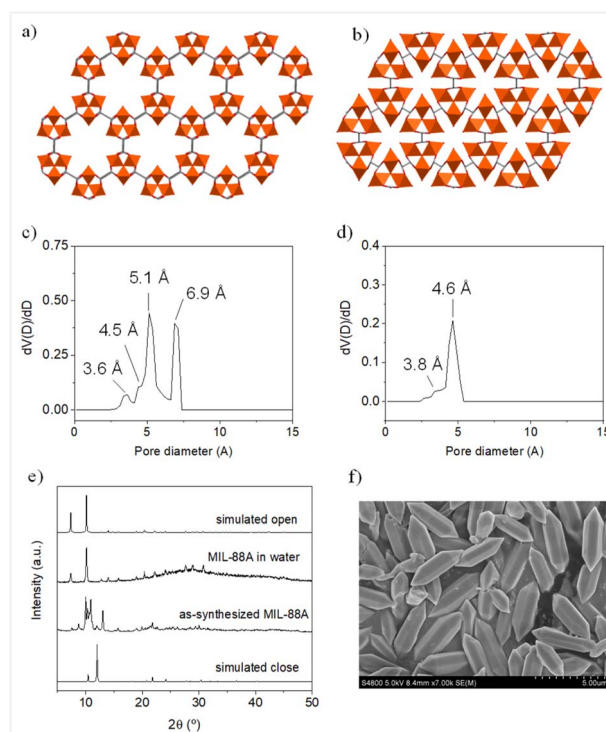 a)
b)
c)
0.75
0.50
0.25
0.00
dV(D)/dD
3.6 Å
4.5 Å
5.1 Å
6.9 Å
0
5
10
15
Pore diameter (A)
d)
0.4
0.3
0.2
0.1
0.0
dV(D)/dD
3.8 Å
4.6 Å
0
5
10
15
Pore diameter (A)
e)
Intensity (a.u.)
simulated open
MIL-88A in water
as-synthesized MIL-88A
simulated close
10
20
30
40
50
2θ (º)
f)
S4800 5.0kV 8.4mm x7.00k SE(M)
5.00um